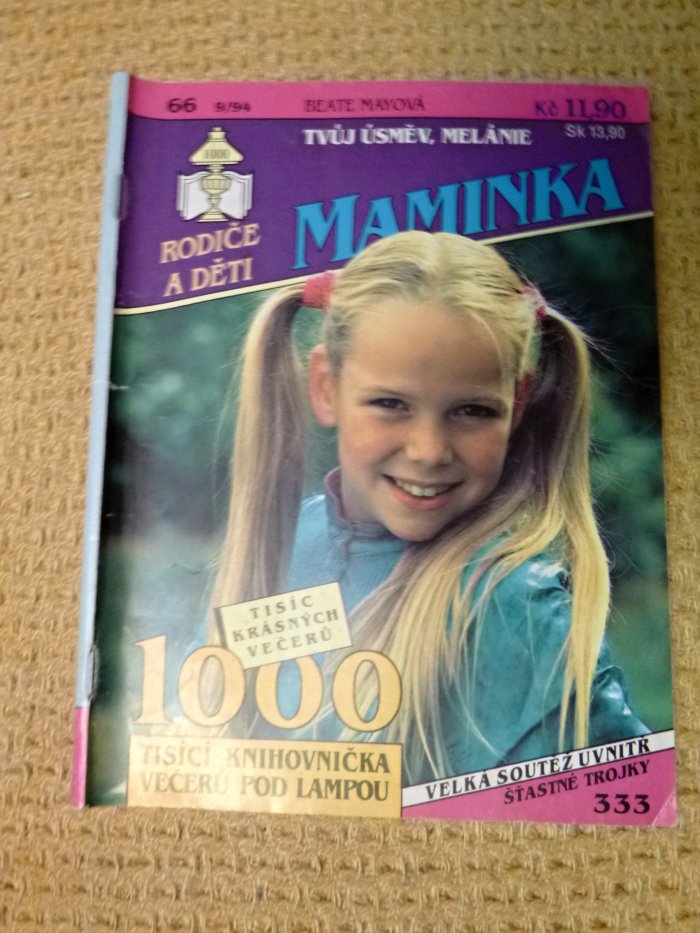 66 9/94 BEATE MAYOVÁ Kč 11,90
TVŮJ ÚSMĚV, MELÁNIE Sk 13,90
1000
MAMINKA
RODIČE
A DĚTI
TISÍC
KRÁSNÝCH
VEČERŮ
1000
TISÍCÍ KNIHOVNIČKA
VEČERŮ POD LAMPOU
VELKÁ SOUTĚŽ UVNITŘ
ŠŤASTNÉ TROJKY
333